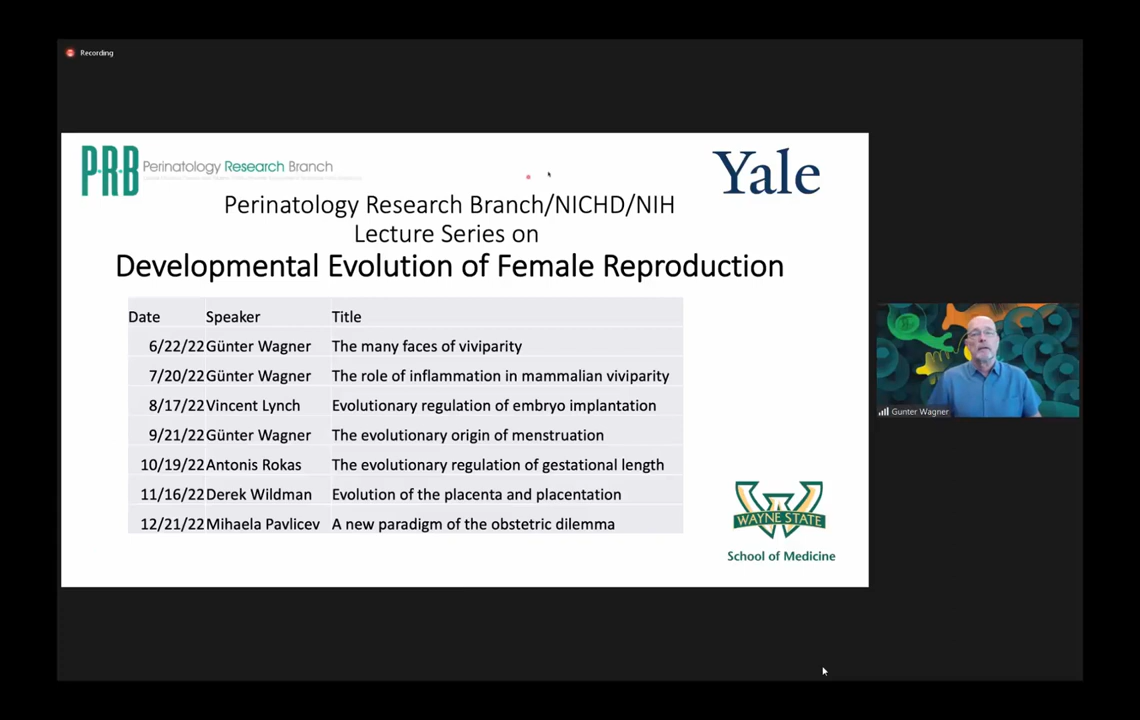 Recording
P·R·B Perinatology Research Branch
Yale
Perinatology Research Branch/NICHD/NIH
Lecture Series on
Developmental Evolution of Female Reproduction
Date Speaker Title
6/22/22 Günter Wagner The many faces of viviparity
7/20/22 Günter Wagner The role of inflammation in mammalian viviparity
8/17/22 Vincent Lynch Evolutionary regulation of embryo implantation
9/21/22 Günter Wagner The evolutionary origin of menstruation
10/19/22 Antonis Rokas The evolutionary regulation of gestational length
11/16/22 Derek Wildman Evolution of the placenta and placentation
12/21/22 Mihaela Pavlicev A new paradigm of the obstetric dilemma
Gunter Wagner
W
WAYNE STATE
School of Medicine